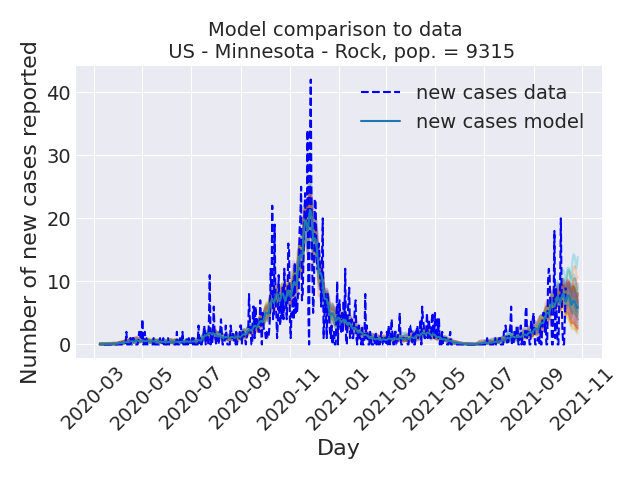 Model comparison to data
US - Minnesota - Rock, pop. = 9315
Number of new cases reported
40
30
20
10
0
new cases data
new cases model
2020-03
2020-05
2020-07
2020-09
2020-11
2021-01
2021-03
2021-05
2021-07
2021-09
2021-11
Day